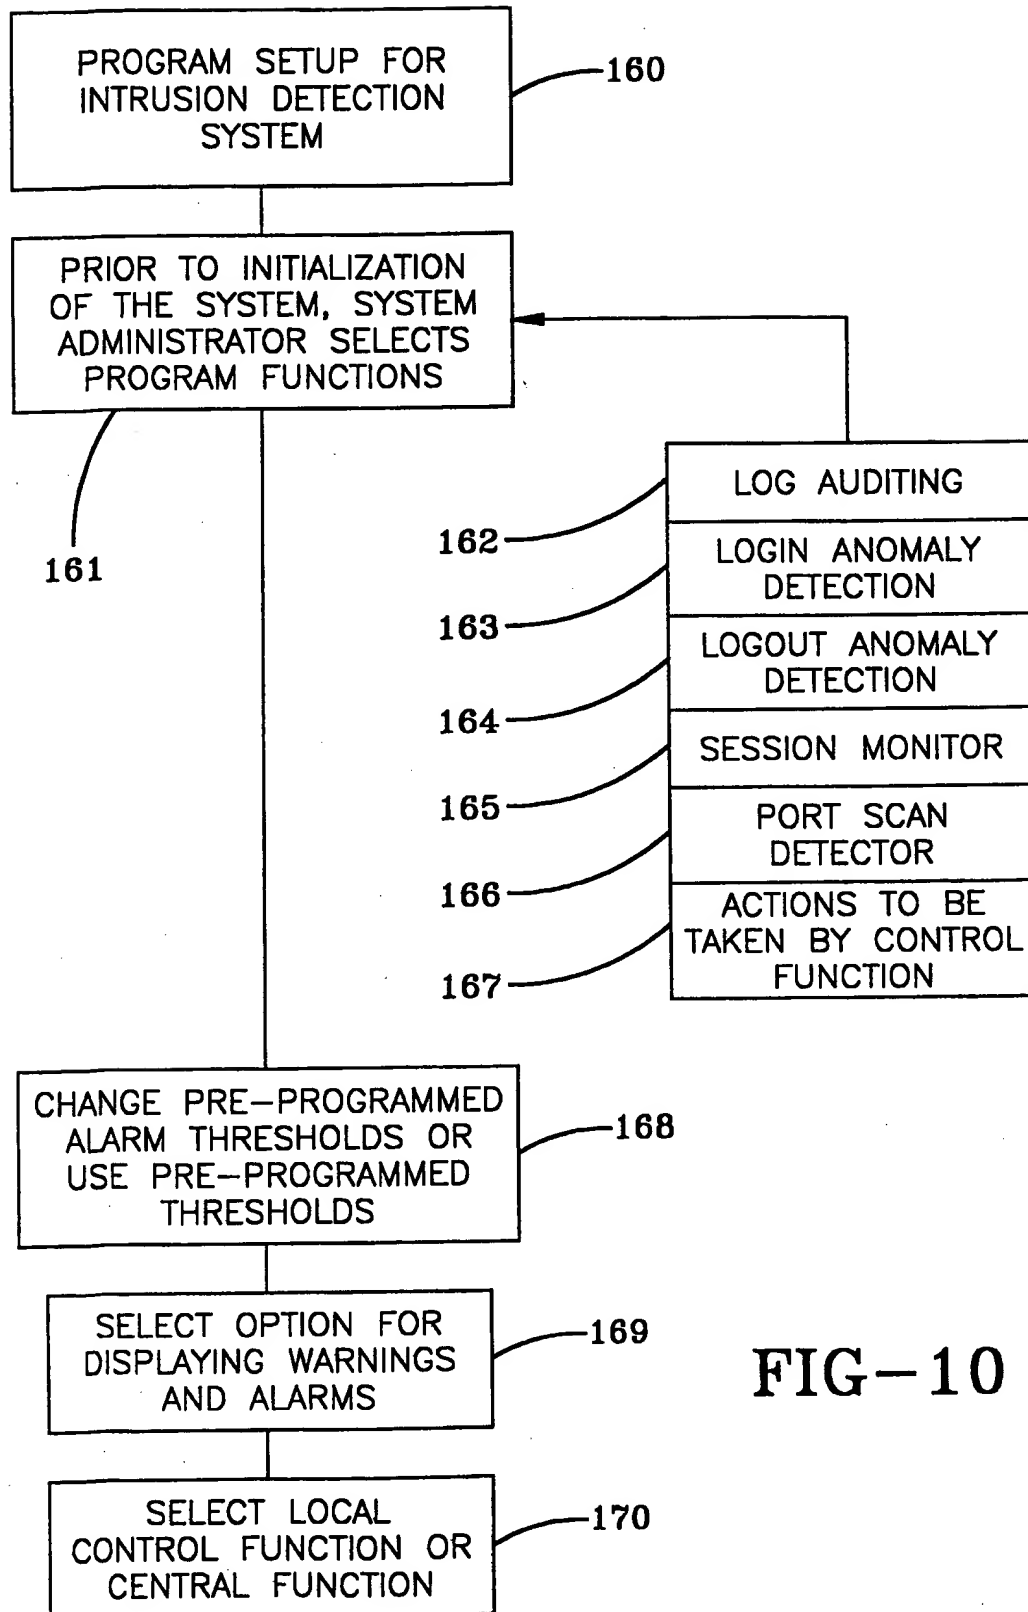 PROGRAM SETUP FOR
INTRUSION DETECTION
SYSTEM
160
PRIOR TO INITIALIZATION
OF THE SYSTEM, SYSTEM
ADMINISTRATOR SELECTS
PROGRAM FUNCTIONS
161
LOG AUDITING
162
LOGIN ANOMALY
DETECTION
163
LOGOUT ANOMALY
DETECTION
164
SESSION MONITOR
165
PORT SCAN
DETECTOR
166
ACTIONS TO BE
TAKEN BY CONTROL
FUNCTION
167
CHANGE PRE-PROGRAMMED
ALARM THRESHOLDS OR
USE PRE-PROGRAMMED
THRESHOLDS
168
SELECT OPTION FOR
DISPLAYING WARNINGS
AND ALARMS
169
FIG-10
SELECT LOCAL
CONTROL FUNCTION OR
CENTRAL FUNCTION
170